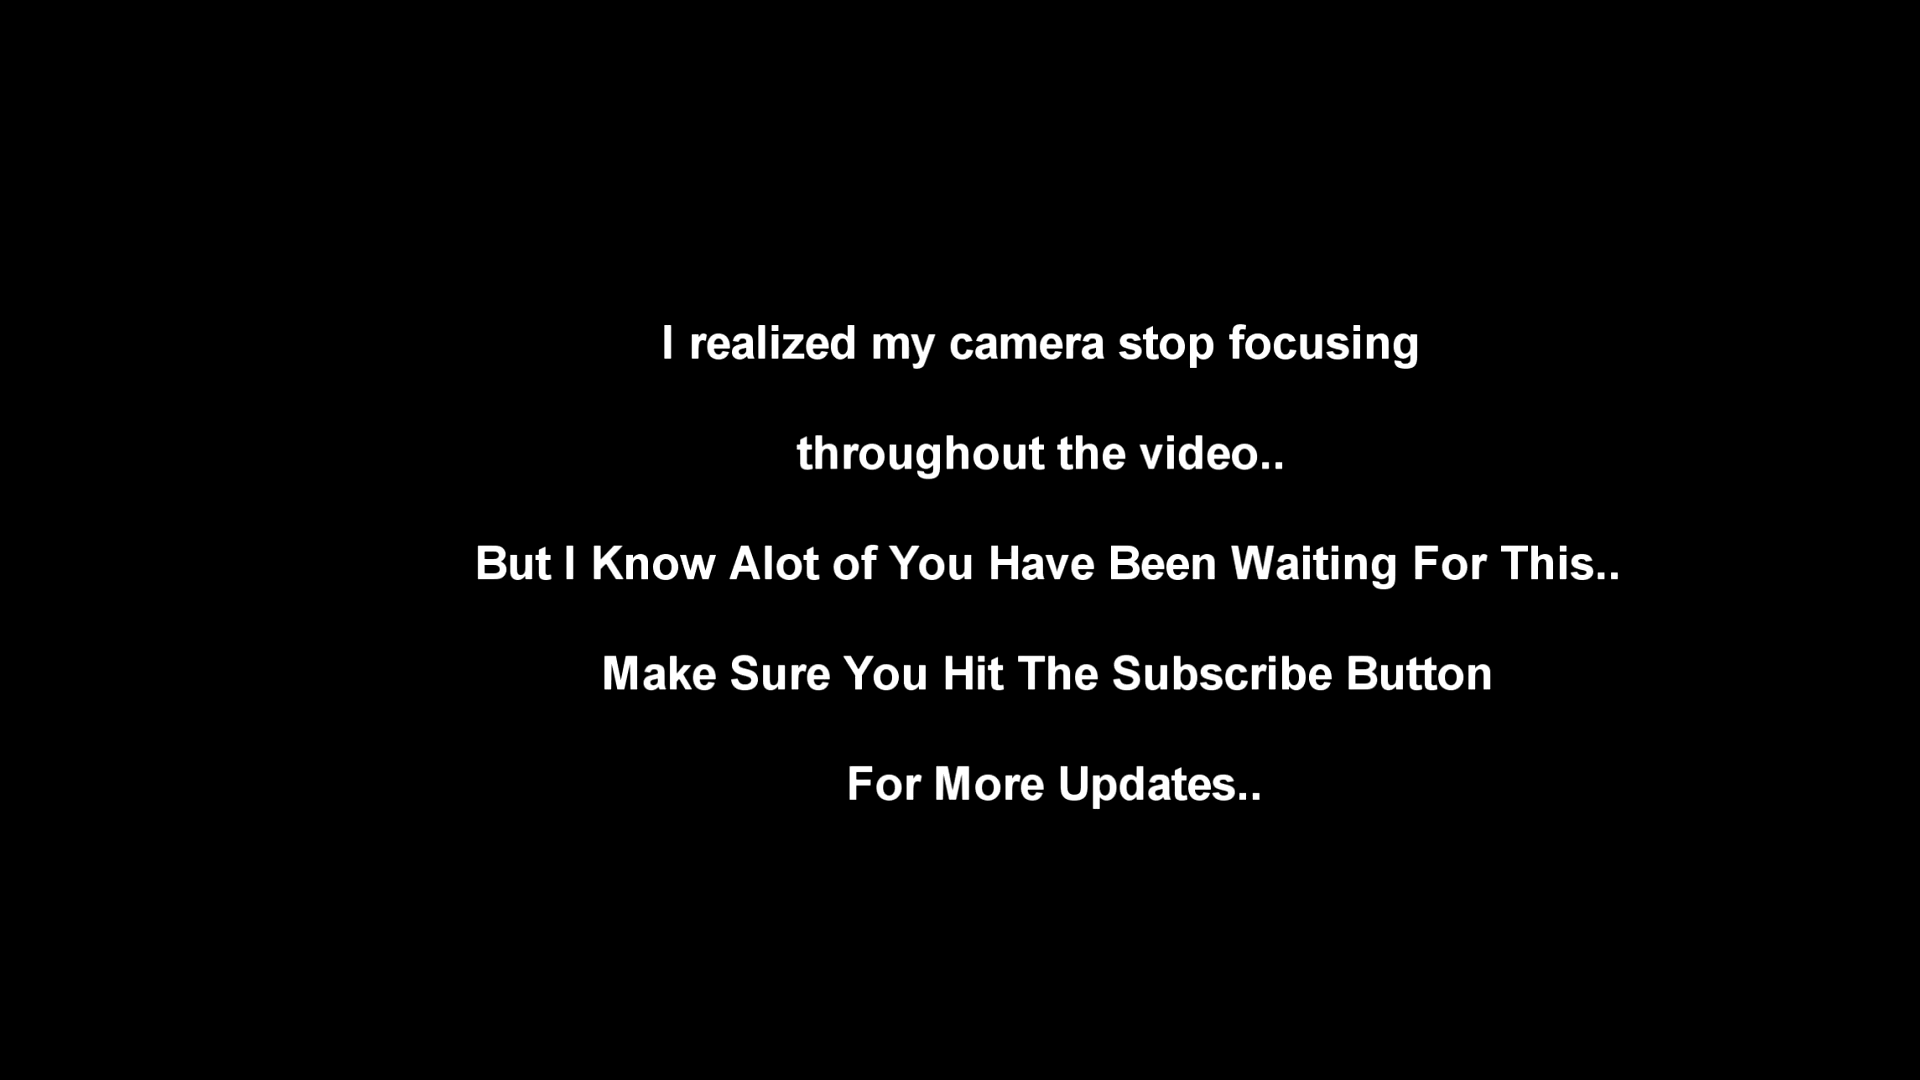 I realized my camera stop focusing
throughout the video..
But I Know Alot of You Have Been Waiting For This..
Make Sure You Hit The Subscribe Button
For More Updates..